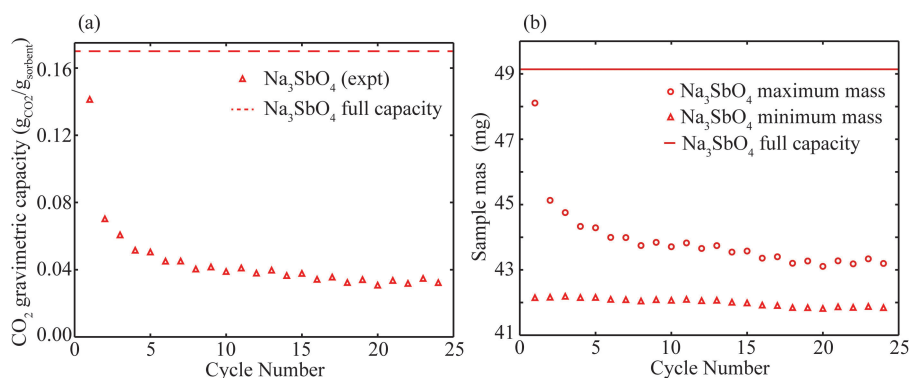 (a)
CO₂ gravimetric capacity (g_CO2/g_sorbent)
0.16
0.12
0.08
0.04
0.00
Na₃SbO₄ (expt)
Na₃SbO₄ full capacity
0 5 10 15 20 25
Cycle Number
(b)
Sample mas (mg)
49
47
45
43
41
Na₃SbO₄ maximum mass
Na₃SbO₄ minimum mass
Na₃SbO₄ full capacity
0 5 10 15 20 25
Cycle Number